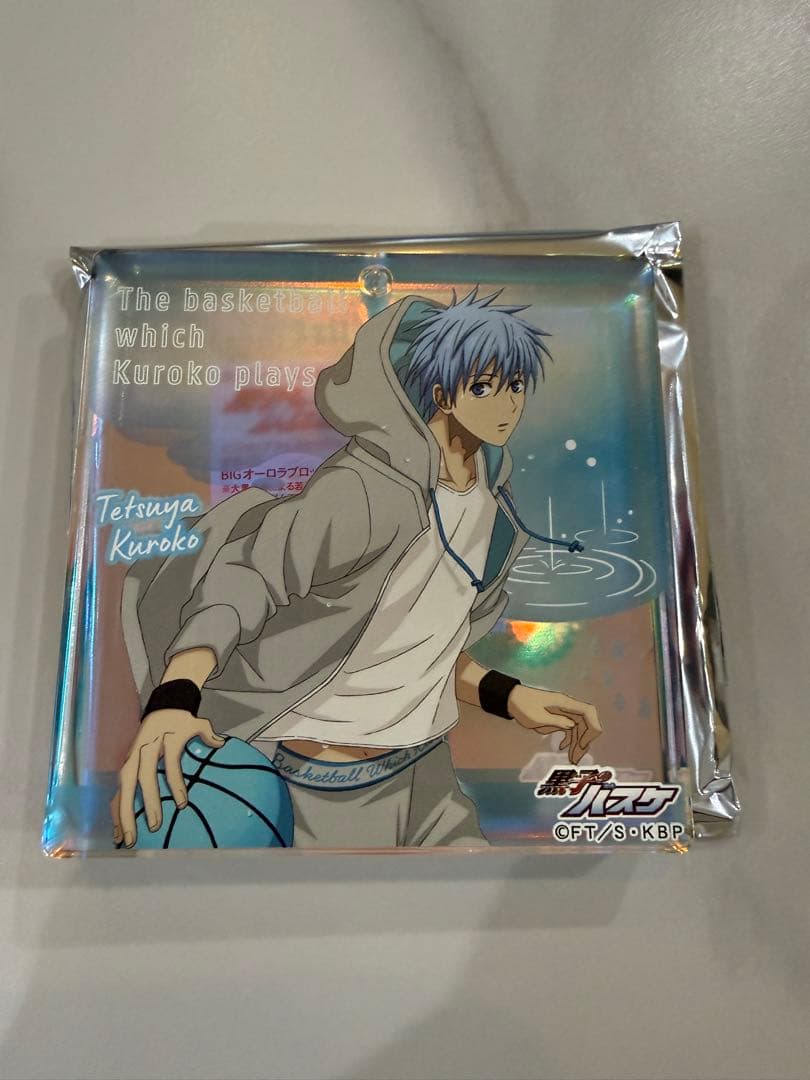 The basketball
which
Kuroko plays
BIGオーロラブロッ
Tetsuya
Kuroko
Basketball Which
黒子の
バスケ
©FT/S・KBP